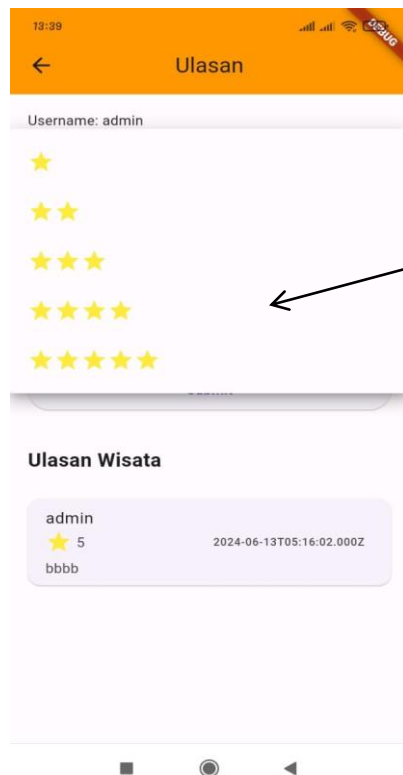 13:39
DEBUG
Ulasan
Username: admin
Ulasan Wisata
admin
5
2024-06-13T05:16:02.000Z
bbbb